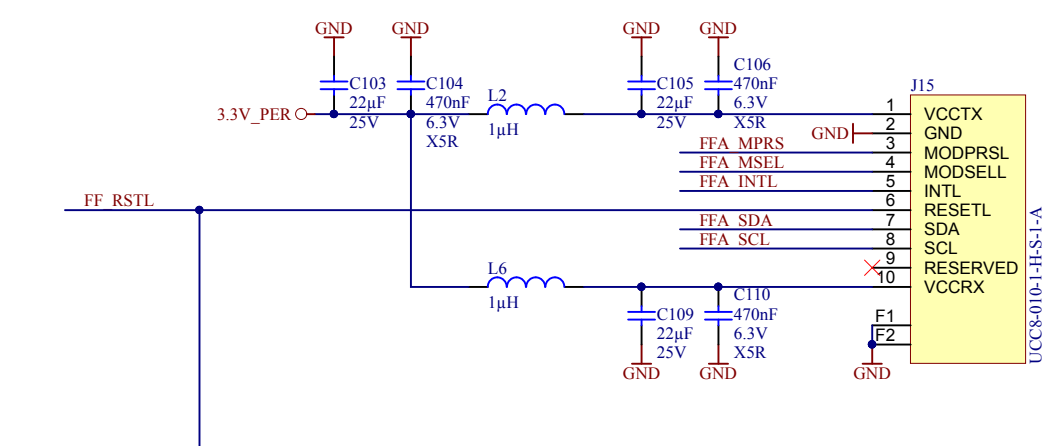 GND
GND
GND
GND
C103
22µF
25V
C104
470nF
6.3V
X5R
L2
1µH
C105
22µF
25V
C106
470nF
6.3V
X5R
3.3V_PER
J15
1
VCCTX
GND
2
GND
FFA_MPRS
3
MODPRSL
FFA_MSEL
4
MODSELL
FFA_INTL
5
INTL
FF_RSTL
6
RESETL
FFA_SDA
7
SDA
FFA_SCL
8
SCL
9
RESERVED
10
VCCRX
L6
1µH
C109
22µF
25V
C110
470nF
6.3V
X5R
F1
F2
GND
GND
GND
UCC8-010-1-H-S-1-A